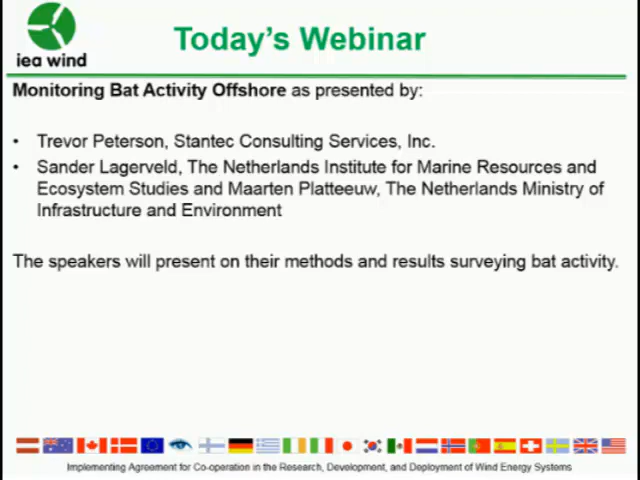 iea wind
Today's Webinar
Monitoring Bat Activity Offshore as presented by:
• Trevor Peterson, Stantec Consulting Services, Inc.
• Sander Lagerveld, The Netherlands Institute for Marine Resources and
Ecosystem Studies and Maarten Platteeuw, The Netherlands Ministry of
Infrastructure and Environment
The speakers will present on their methods and results surveying bat activity.
Implementing Agreement for Co-operation in the Research, Development, and Deployment of Wind Energy Systems